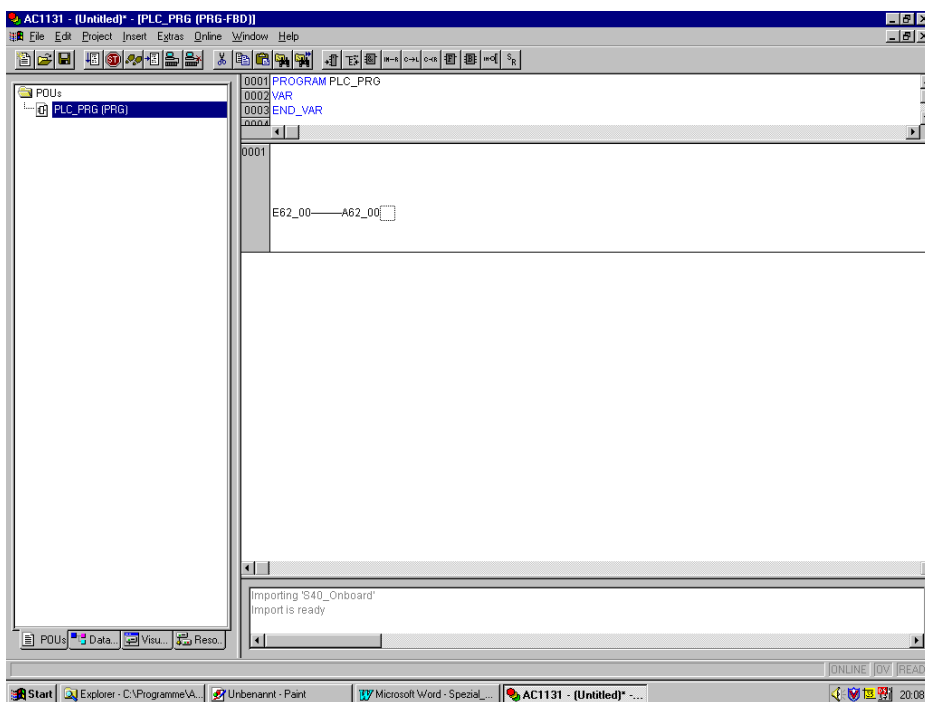 AC1131 - (Untitled)* - [PLC_PRG (PRG-FBD)]
File Edit Project Insert Extras Online Window Help
POUs
PLC_PRG (PRG)
0001 PROGRAM PLC_PRG
0002 VAR
0003 END_VAR
0004
0001
E62_00 A62_00
Importing 'S40_Onboard'
Import is ready
POUs Data... Visu... Reso..
ONLINE OV READ
Start Explorer - C:\Programme\A... Unbenannt - Paint Microsoft Word - Spezial_... AC1131 - (Untitled)* -... 20:08